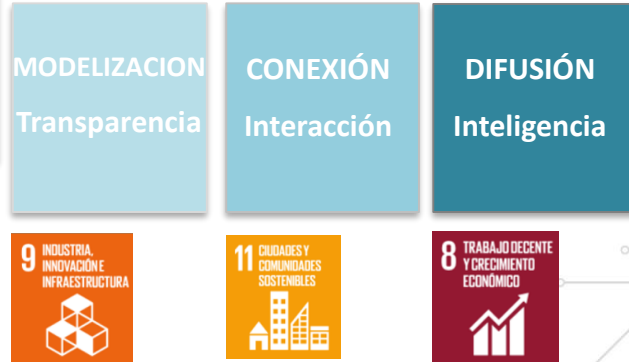 MODELIZACION
Transparencia
CONEXIÓN
Interacción
DIFUSIÓN
Inteligencia
9 INDUSTRIA,
INNOVACIÓN E
INFRAESTRUCTURA
11 CIUDADES Y
COMUNIDADES
SOSTENIBLES
8 TRABAJO DECENTE
Y CRECIMIENTO
ECONÓMICO